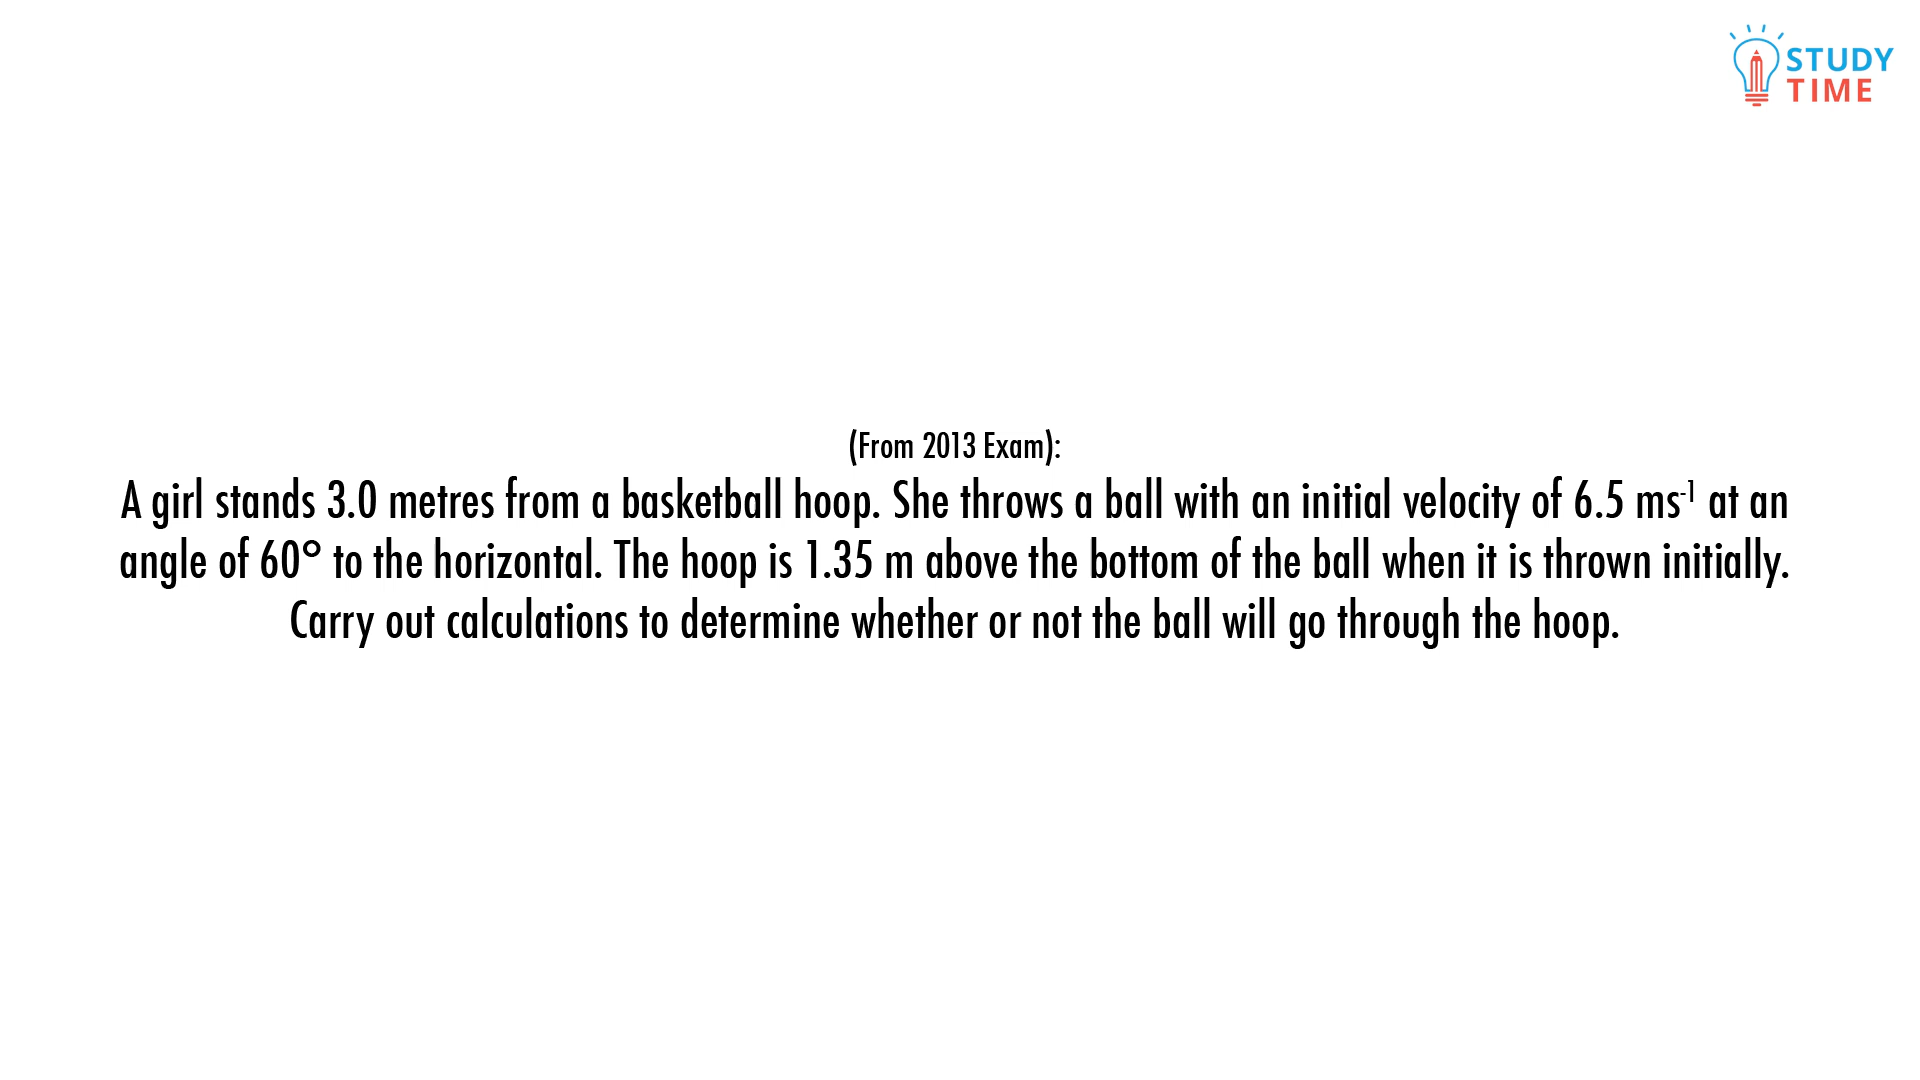 STUDY
TIME
(From 2013 Exam):
A girl stands 3.0 metres from a basketball hoop. She throws a ball with an initial velocity of 6.5 ms⁻¹ at an
angle of 60° to the horizontal. The hoop is 1.35 m above the bottom of the ball when it is thrown initially.
Carry out calculations to determine whether or not the ball will go through the hoop.